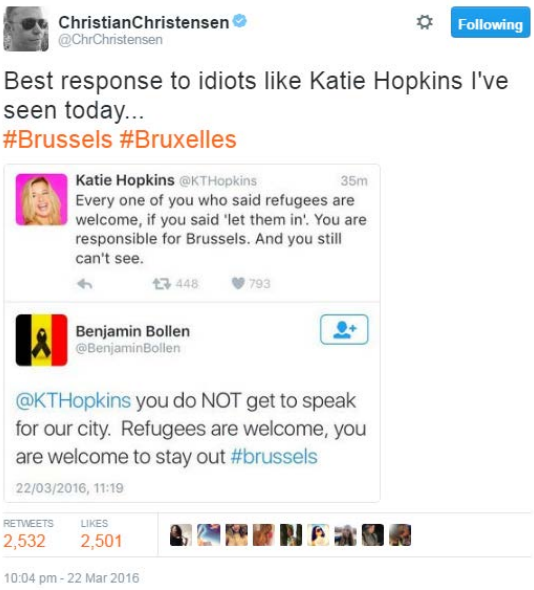 ChristianChristensen
@ChrChristensen
Following
Best response to idiots like Katie Hopkins I've
seen today...
#Brussels #Bruxelles
Katie Hopkins @KTHopkins 35m
Every one of you who said refugees are
welcome, if you said 'let them in'. You are
responsible for Brussels. And you still
can't see.
448 793
Benjamin Bollen
@BenjaminBollen
@KTHopkins you do NOT get to speak
for our city. Refugees are welcome, you
are welcome to stay out #brussels
22/03/2016, 11:19
RETWEETS LIKES
2,532 2,501
10:04 pm - 22 Mar 2016